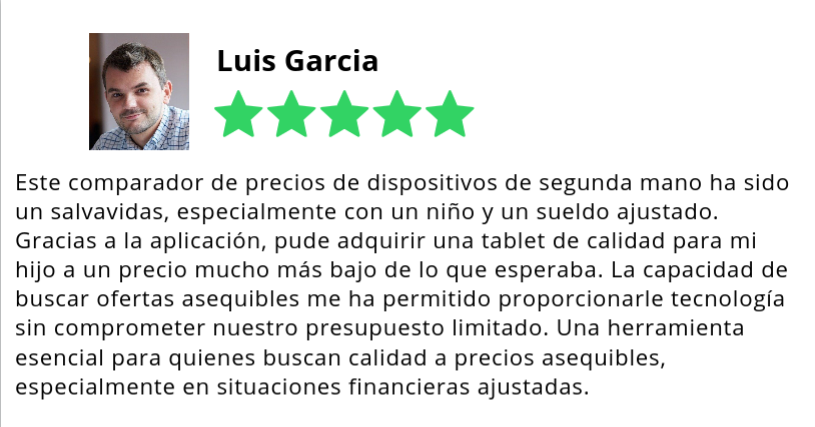 Luis Garcia
Este comparador de precios de dispositivos de segunda mano ha sido
un salvavidas, especialmente con un niño y un sueldo ajustado.
Gracias a la aplicación, pude adquirir una tablet de calidad para mi
hijo a un precio mucho más bajo de lo que esperaba. La capacidad de
buscar ofertas asequibles me ha permitido proporcionarle tecnología
sin comprometer nuestro presupuesto limitado. Una herramienta
esencial para quienes buscan calidad a precios asequibles,
especialmente en situaciones financieras ajustadas.